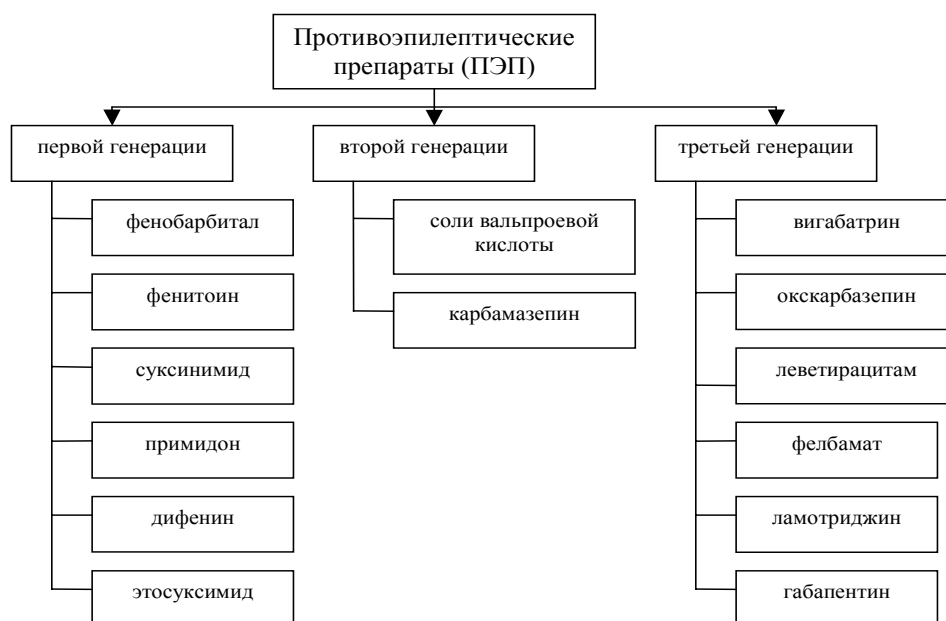 Противоэпилептические
препараты (ПЭП)
первой генерации
второй генерации
третьей генерации
фенобарбитал
фенитоин
суксинимид
примидон
дифенин
этосуксимид
соли вальпроевой
кислоты
карбамазепин
вигабатрин
окскарбазепин
леветирацитам
фелбамат
ламотриджин
габапентин